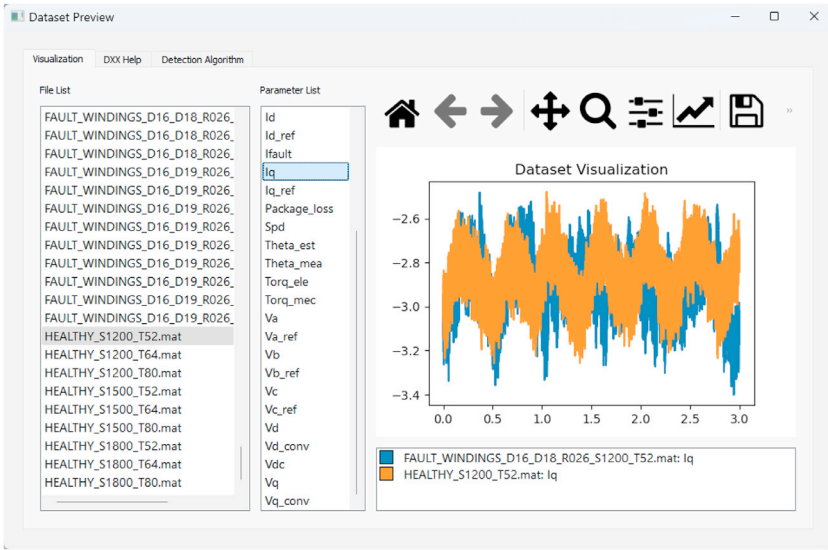 Dataset Preview
Visualization
DXX Help
Detection Algorithm
File List
FAULT_WINDINGS_D16_D18_R026_
FAULT_WINDINGS_D16_D18_R026_
FAULT_WINDINGS_D16_D18_R026_
FAULT_WINDINGS_D16_D19_R026_
FAULT_WINDINGS_D16_D19_R026_
FAULT_WINDINGS_D16_D19_R026_
FAULT_WINDINGS_D16_D19_R026_
FAULT_WINDINGS_D16_D19_R026_
FAULT_WINDINGS_D16_D19_R026_
FAULT_WINDINGS_D16_D19_R026_
FAULT_WINDINGS_D16_D19_R026_
FAULT_WINDINGS_D16_D19_R026_
HEALTHY_S1200_T52.mat
HEALTHY_S1200_T64.mat
HEALTHY_S1200_T80.mat
HEALTHY_S1500_T52.mat
HEALTHY_S1500_T64.mat
HEALTHY_S1500_T80.mat
HEALTHY_S1800_T52.mat
HEALTHY_S1800_T64.mat
HEALTHY_S1800_T80.mat
Parameter List
Id
Id_ref
Ifault
Iq
Iq_ref
Package_loss
Spd
Theta_est
Theta_mea
Torq_ele
Torq_mec
Va
Va_ref
Vb
Vb_ref
Vc
Vc_ref
Vd
Vd_conv
Vdc
Vq
Vq_conv
Dataset Visualization
−2.6
−2.8
−3.0
−3.2
−3.4
0.0 0.5 1.0 1.5 2.0 2.5 3.0
FAULT_WINDINGS_D16_D18_R026_S1200_T52.mat: Iq
HEALTHY_S1200_T52.mat: Iq